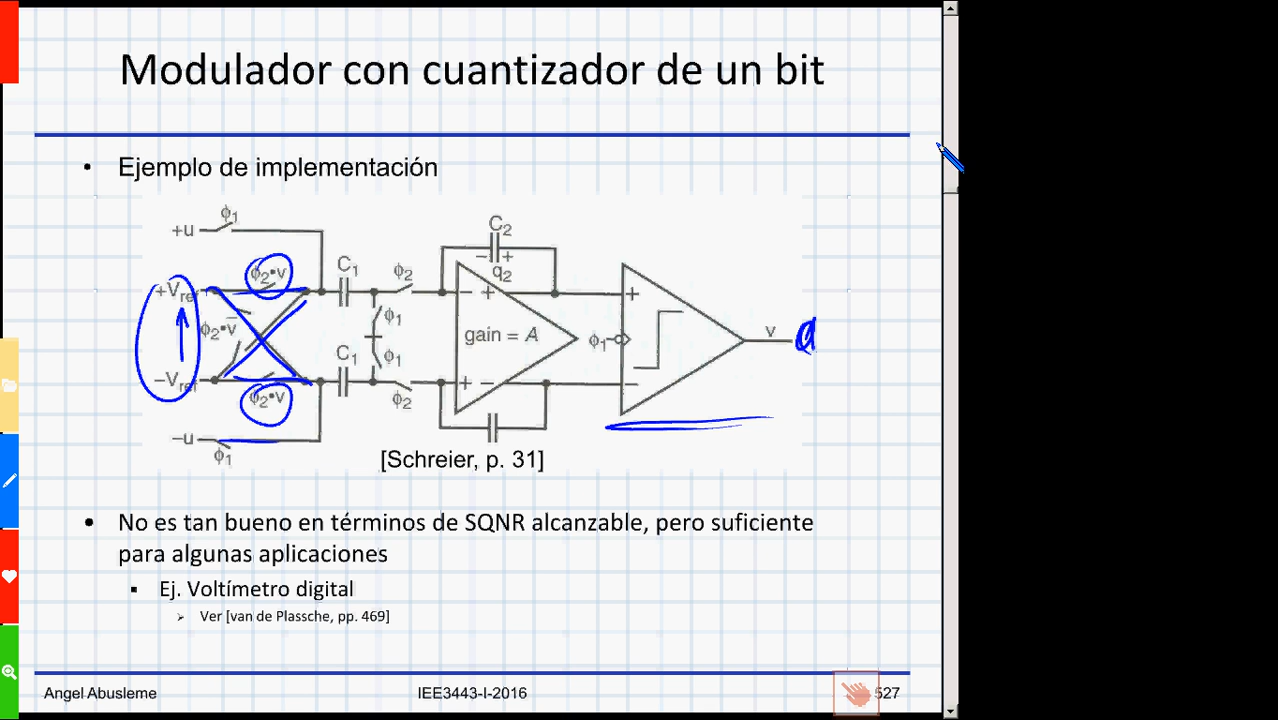 Modulador con cuantizador de un bit
• Ejemplo de implementación
+u ϕ1
+Vref ϕ2•v C1 ϕ2 C2 − + q2
ϕ2•v ϕ1 − + gain = A ϕ1 + v
−Vref ϕ2•v C1 ϕ1 ϕ2 + − −
−u ϕ1
[Schreier, p. 31]
• No es tan bueno en términos de SQNR alcanzable, pero suficiente
para algunas aplicaciones
▪ Ej. Voltímetro digital
➢ Ver [van de Plassche, pp. 469]
Angel Abusleme IEE3443-I-2016 527